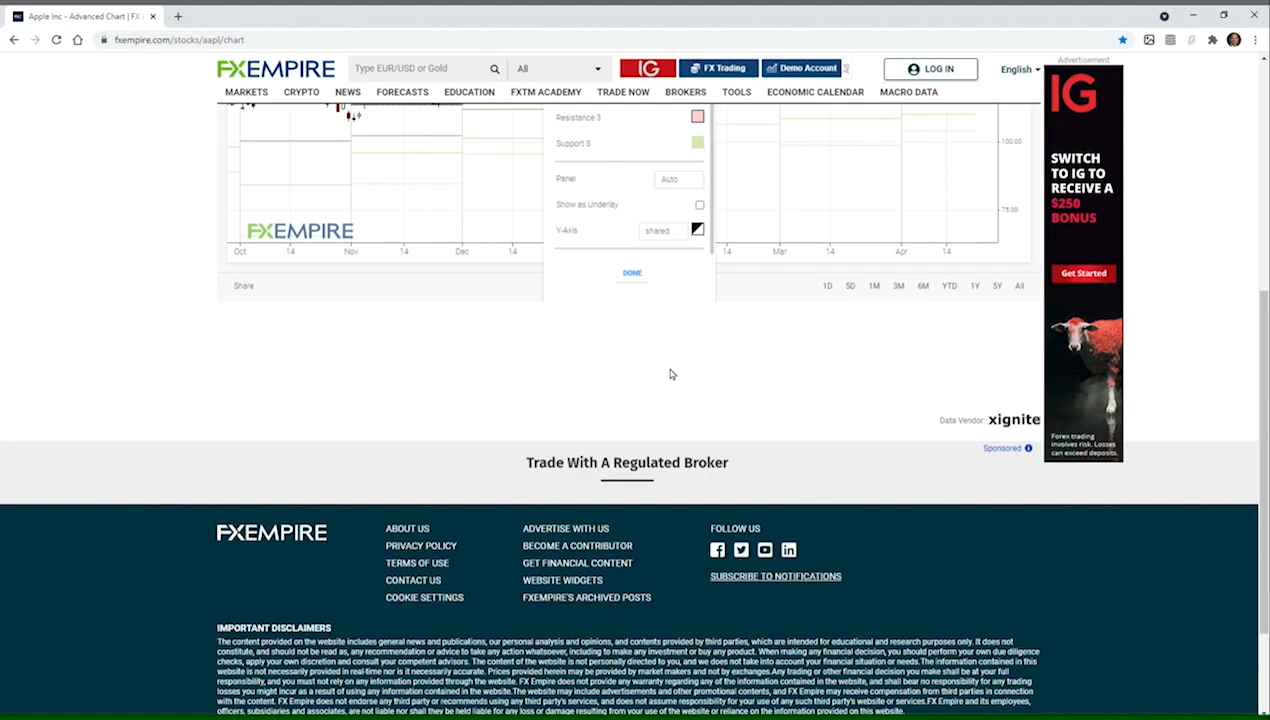 Apple Inc - Advanced Chart | FX
fxempire.com/stocks/aapl/chart
FXEMPIRE
Type EUR/USD or Gold
All
IG
FX Trading
Demo Account
LOG IN
English
Advertisement
MARKETS CRYPTO NEWS FORECASTS EDUCATION FXTM ACADEMY TRADE NOW BROKERS TOOLS ECONOMIC CALENDAR MACRO DATA
IG
SWITCH
TO IG TO
RECEIVE A
$250
BONUS
Get Started
Forex trading
involves risk. Losses
can exceed deposits.
Resistance 3
Support 3
Panel Auto
Show as Underlay
Y-Axis shared
DONE
100.00
75.00
FXEMPIRE
Oct 14 Nov 14 Dec 14 14 Mar 14 Apr 14
Share
1D 5D 1M 3M 6M YTD 1Y 5Y All
Data Vendor: xignite
Sponsored
Trade With A Regulated Broker
FXEMPIRE
ABOUT US
PRIVACY POLICY
TERMS OF USE
CONTACT US
COOKIE SETTINGS
ADVERTISE WITH US
BECOME A CONTRIBUTOR
GET FINANCIAL CONTENT
WEBSITE WIDGETS
FXEMPIRE'S ARCHIVED POSTS
FOLLOW US
SUBSCRIBE TO NOTIFICATIONS
IMPORTANT DISCLAIMERS
The content provided on the website includes general news and publications, our personal analysis and opinions, and contents provided by third parties, which are intended for educational and research purposes only. It does not
constitute, and should not be read as, any recommendation or advice to take any action whatsoever, including to make any investment or buy any product. When making any financial decision, you should perform your own due diligence
checks, apply your own discretion and consult your competent advisors. The content of the website is not personally directed to you, and we does not take into account your financial situation or needs.The information contained in this
website is not necessarily provided in real-time nor is it necessarily accurate. Prices provided herein may be provided by market makers and not by exchanges.Any trading or other financial decision you make shall be at your full
responsibility, and you must not rely on any information provided through the website. FX Empire does not provide any warranty regarding any of the information contained in the website, and shall bear no responsibility for any trading
losses you might incur as a result of using any information contained in the website.The website may include advertisements and other promotional contents, and FX Empire may receive compensation from third parties in connection
with the content. FX Empire does not endorse any third party or recommends using any third party's services, and does not assume responsibility for your use of any such third party's website or services.FX Empire and its employees,
officers, subsidiaries and associates, are not liable nor shall they be held liable for any loss or damage resulting from your use of the website or reliance on the information provided on this website.